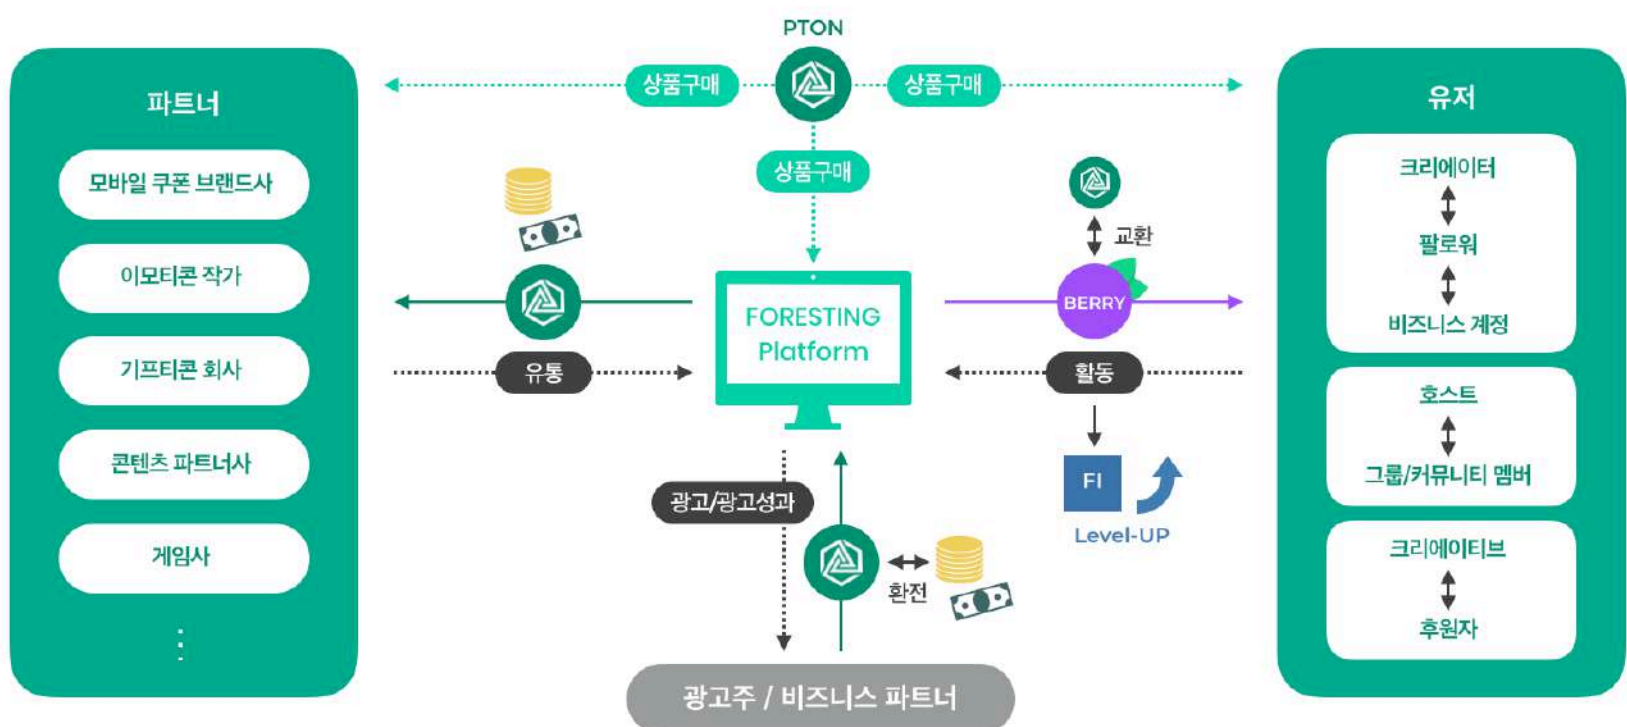 PTON
상품구매
상품구매
상품구매
파트너
모바일 쿠폰 브랜드사
이모티콘 작가
기프티콘 회사
콘텐츠 파트너사
게임사
⋮
유통
FORESTING
Platform
교환
BERRY
활동
FI
Level-UP
광고/광고성과
환전
광고주 / 비즈니스 파트너
유저
크리에이터
팔로워
비즈니스 계정
호스트
그룹/커뮤니티 멤버
크리에이티브
후원자